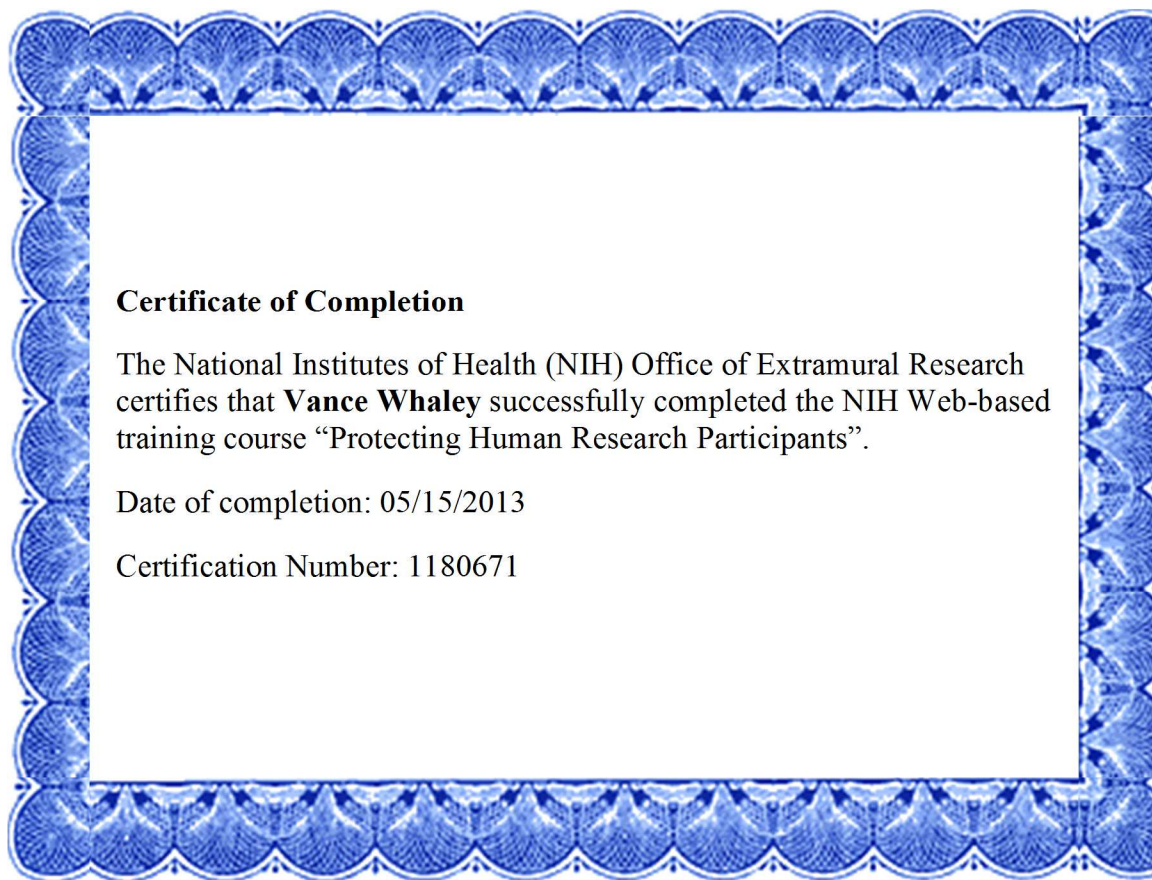 Certificate of Completion
The National Institutes of Health (NIH) Office of Extramural Research
certifies that Vance Whaley successfully completed the NIH Web-based
training course “Protecting Human Research Participants”.
Date of completion: 05/15/2013
Certification Number: 1180671